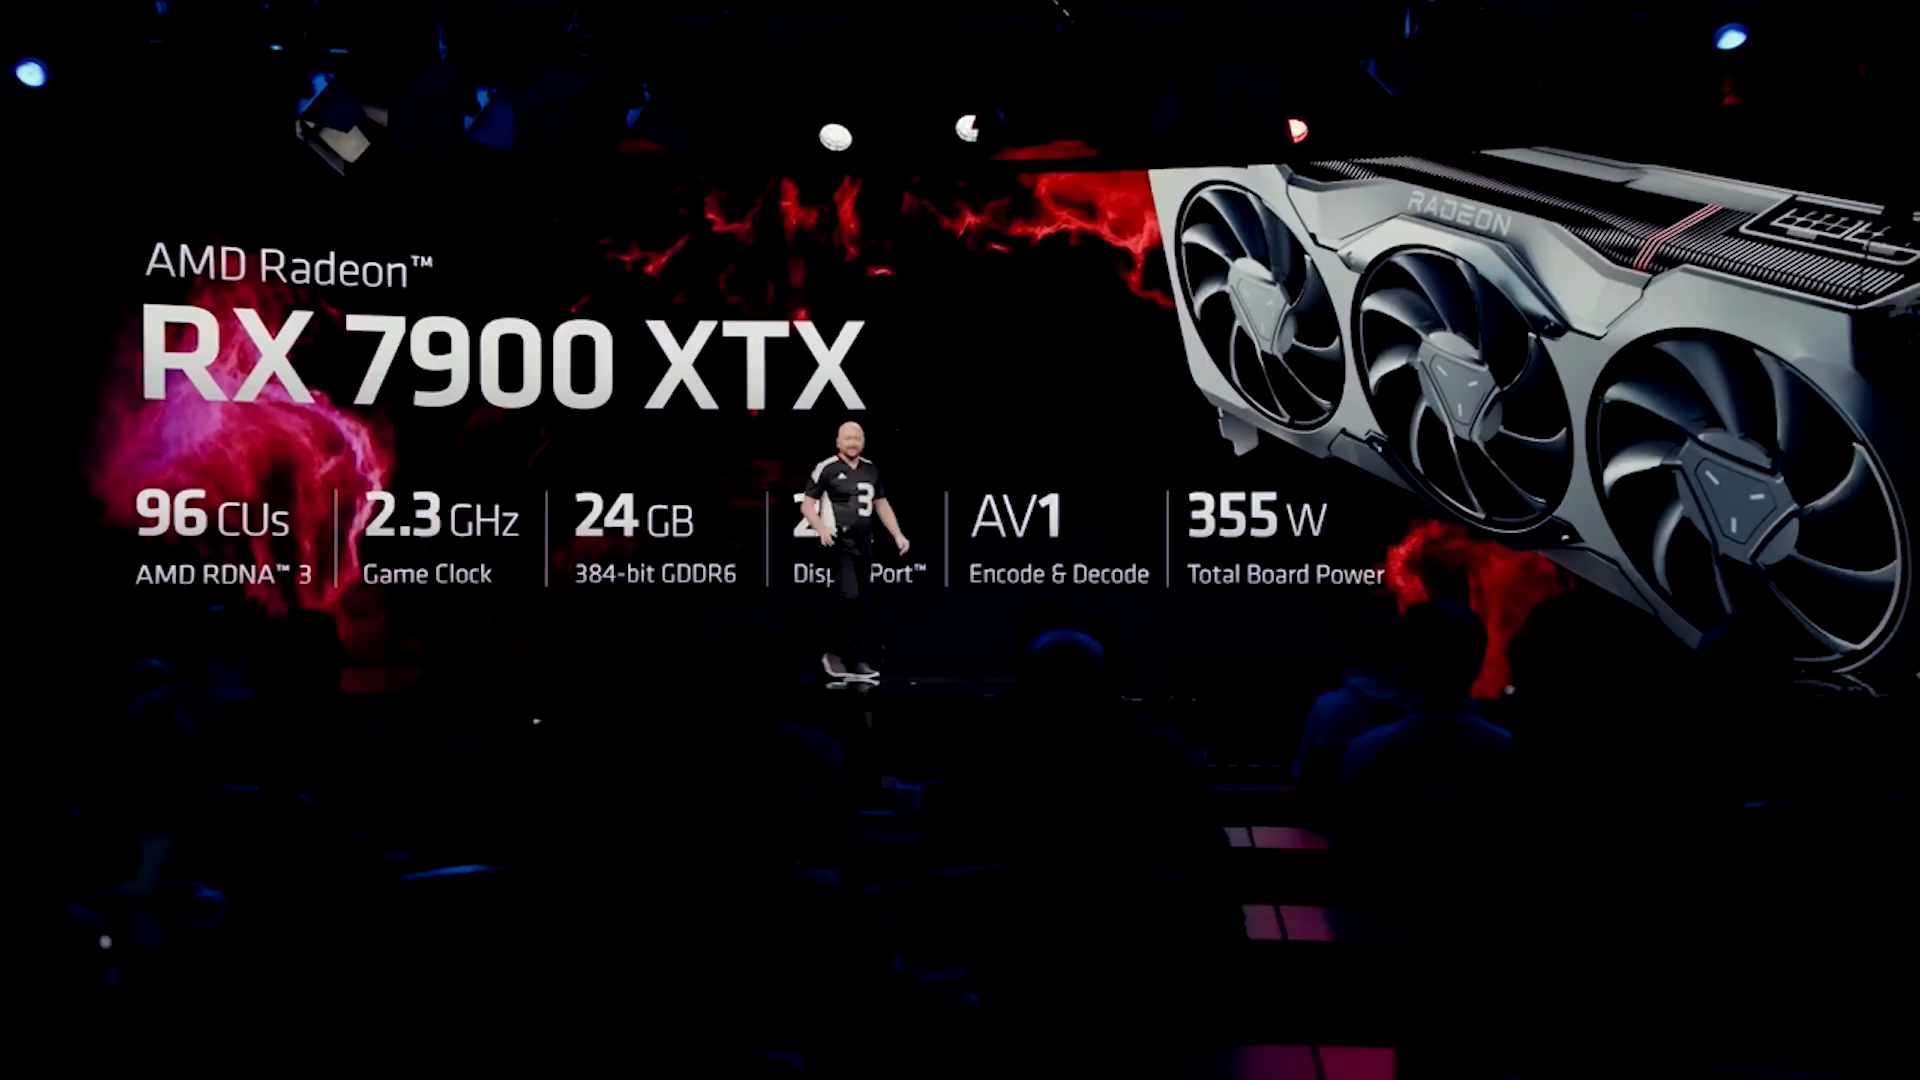 RADEON
AMD Radeon™
RX 7900 XTX
96 CUs
AMD RDNA™ 3
2.3 GHz
Game Clock
24 GB
384-bit GDDR6
3
AV1
Encode & Decode
355 W
Total Board Power